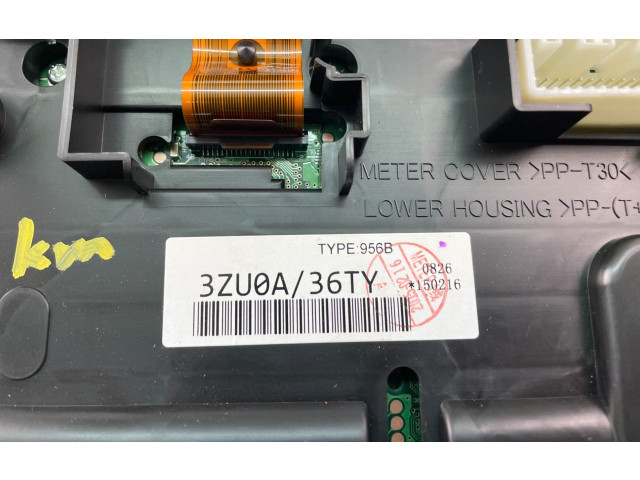 METER COVER >PP-T30<
LOWER HOUSING >PP-(T+
km
TYPE:956B
3ZU0A/36TY
0826
*150216